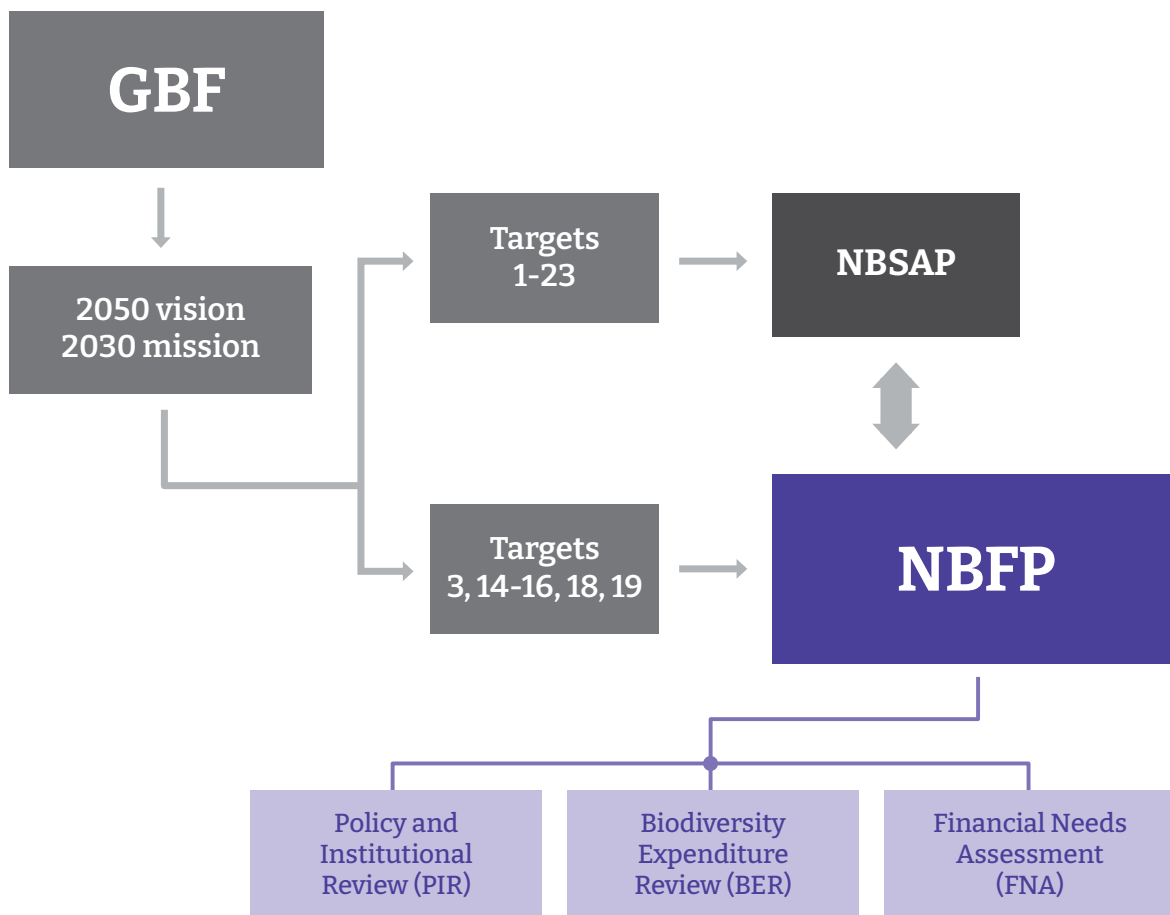 GBF
2050 vision
2030 mission
Targets
1-23
NBSAP
Targets
3, 14-16, 18, 19
NBFP
Policy and
Institutional
Review (PIR)
Biodiversity
Expenditure
Review (BER)
Financial Needs
Assessment
(FNA)